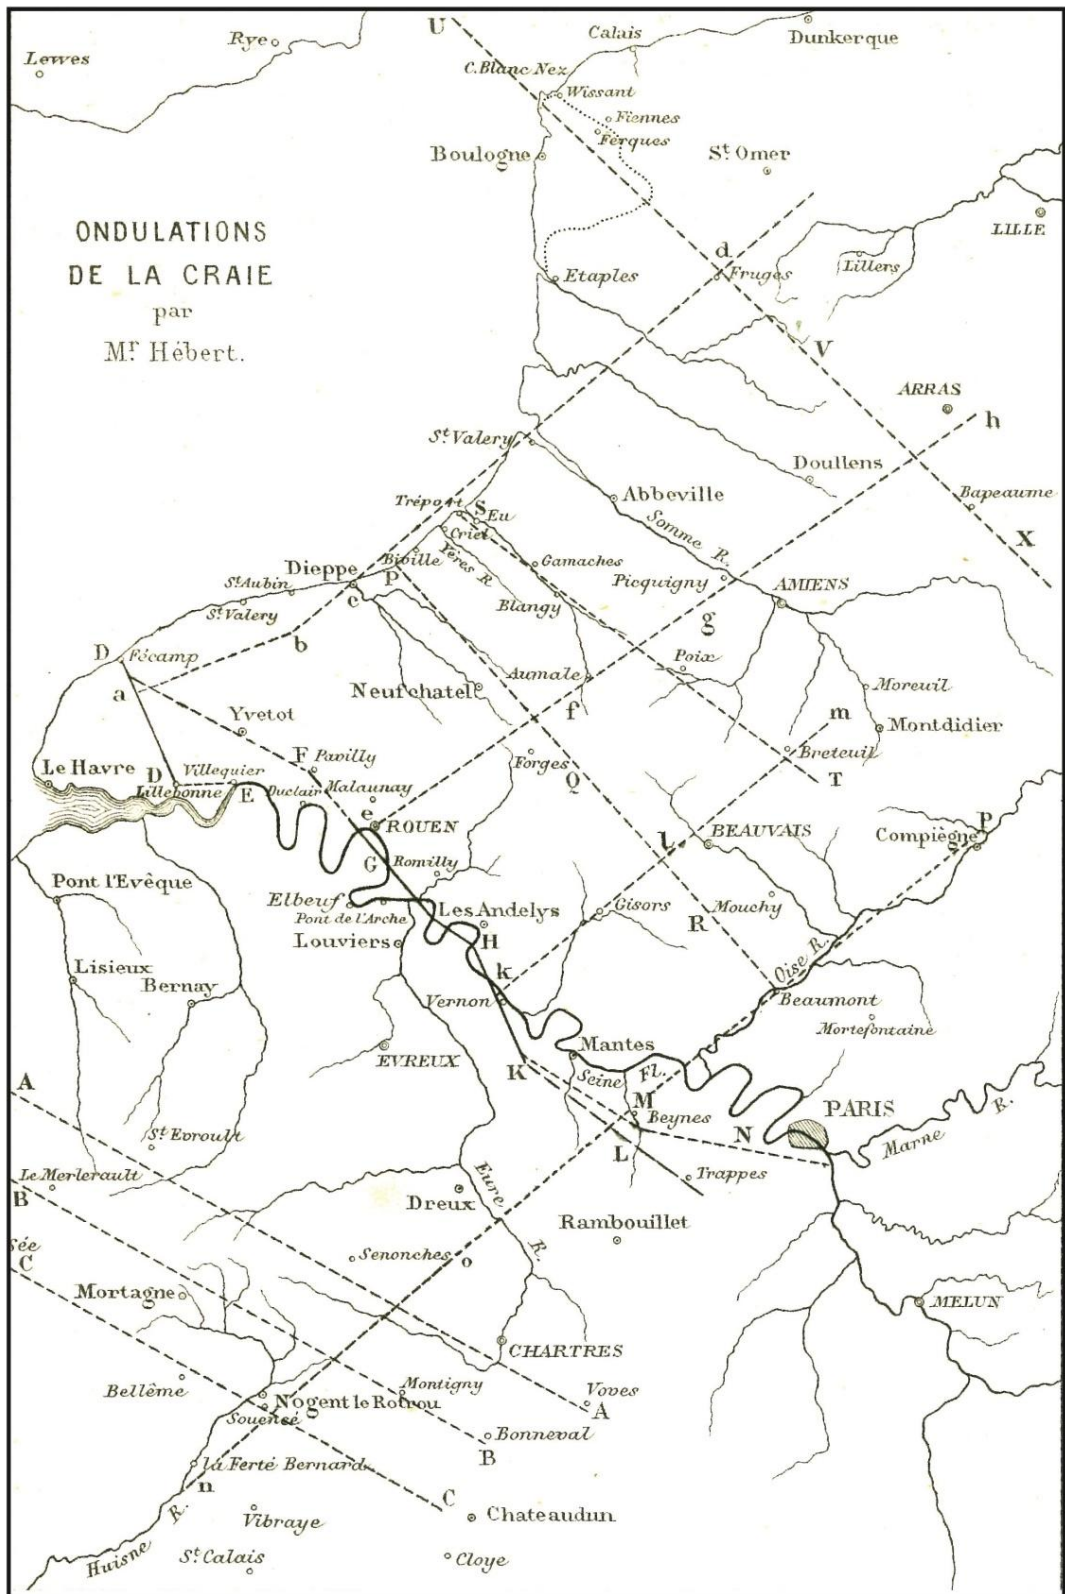 U
Calais
Dunkerque
Rye
Lewes
C. Blanc Nez
Wissant
Fiennes
Ferques
Boulogne
St Omer
LILLE
ONDULATIONS
DE LA CRAIE
par
Mr Hébert.
d
Fruges
Lillers
Etaples
V
ARRAS
h
St Valery
Doullens
Abbeville
Bapeaume
Tréport
S
Eu
Criel
Somme R.
X
Dieppe
Biville
Yères R.
Gamaches
St Aubin
p
Picquigny
AMIENS
c
Blangy
St Valery
g
b
D
Fécamp
Poix
Aumale
a
Neufchatel
Moreuil
f
m
Yvetot
Montdidier
F
Pavilly
Breteuil
Le Havre
D
Villequier
Forges
Q
T
Lillebonne
E
Duclair
Malaunay
e
ROUEN
l
BEAUVAIS
Compiègne
P
G
Romilly
Pont l'Evêque
Elbeuf
Pont de l'Arche
Les Andelys
Gisors
Mouchy
R
Louviers
H
Oise R.
Lisieux
k
Bernay
Vernon
Beaumont
Mortefontaine
EVREUX
Mantes
K
Seine
Fl.
A
M
PARIS
Beynes
N
Marne
R.
St Evroult
L
Trappes
Le Merlerault
B
Eure
R.
Dreux
Rambouillet
Sée
C
Senonches
o
Mortagne
MELUN
CHARTRES
Bellême
Montigny
Voves
Nogent le Rotrou
A
Souencé
Bonneval
B
la Ferté Bernard
n
C
Chateaudun
Vibraye
Huisne
R.
St Calais
Cloye